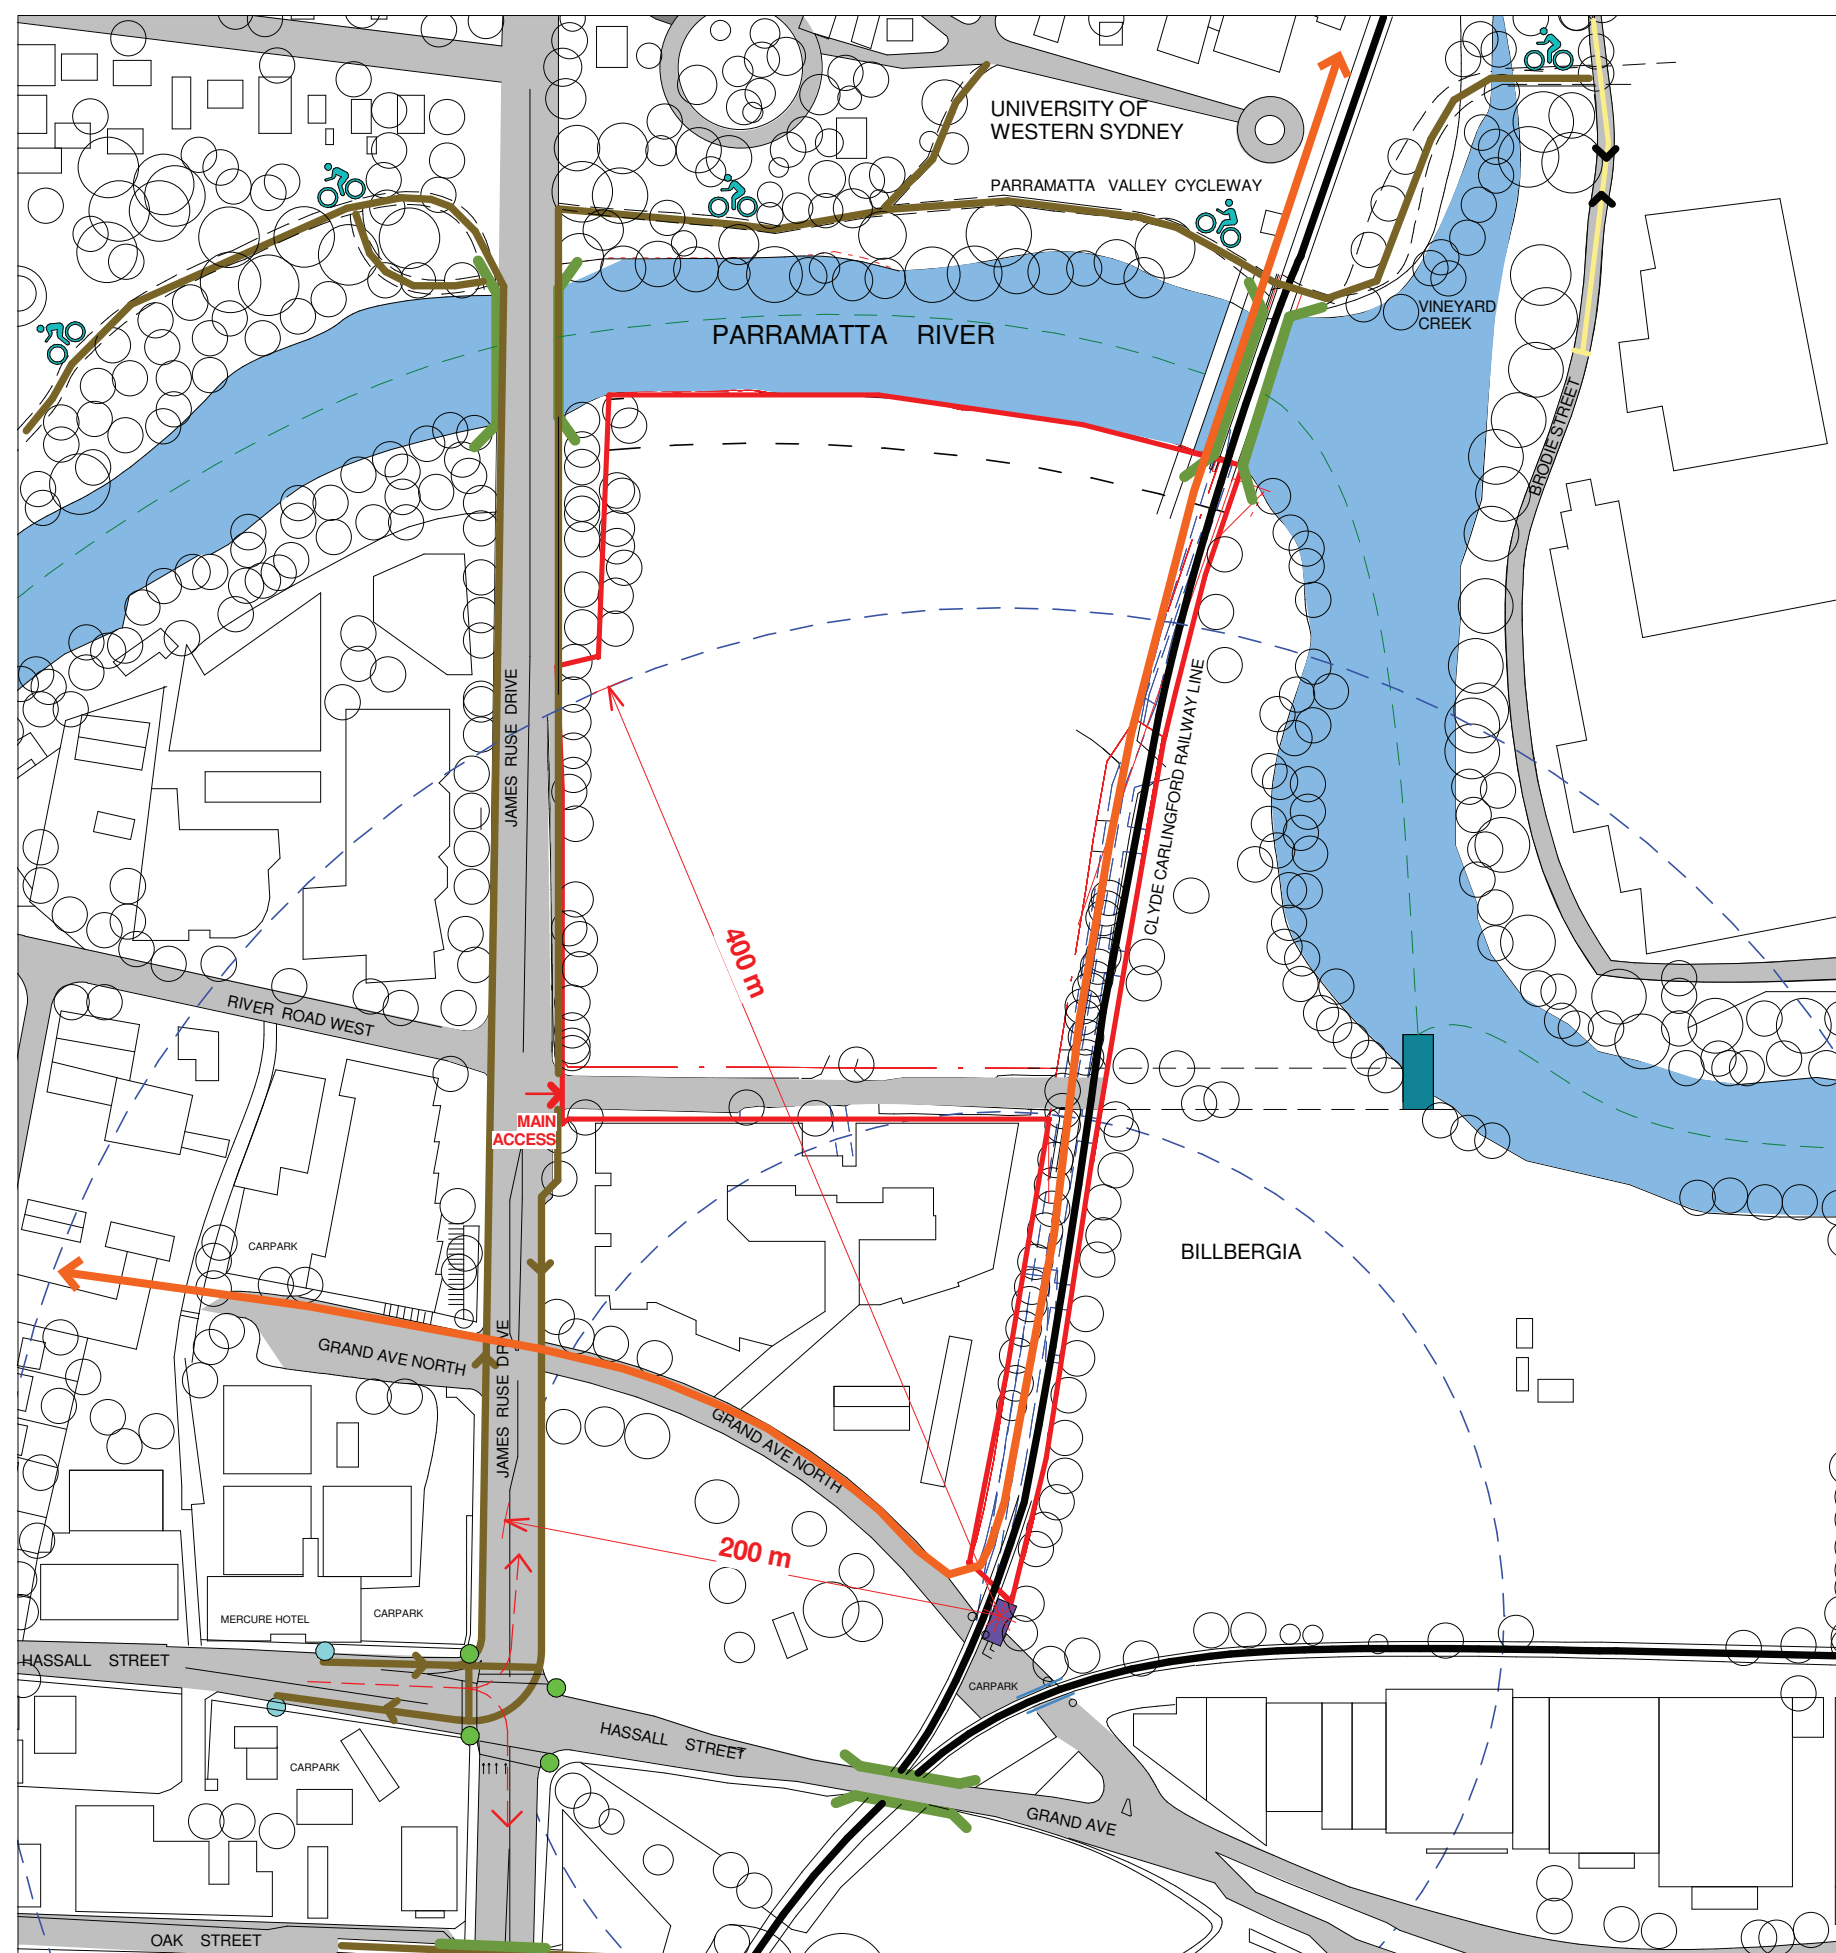 UNIVERSITY OF
WESTERN SYDNEY
PARRAMATTA VALLEY CYCLEWAY
PARRAMATTA RIVER
VINEYARD
CREEK
BRODIE STREET
JAMES RUSE DRIVE
CLYDE CARLINGFORD RAILWAY LINE
400 m
RIVER ROAD WEST
MAIN
ACCESS
CARPARK
BILLBERGIA
GRAND AVE NORTH
JAMES RUSE DRIVE
GRAND AVE NORTH
200 m
MERCURE HOTEL
CARPARK
HASSALL STREET
CARPARK
HASSALL STREET
CARPARK
GRAND AVE
OAK STREET